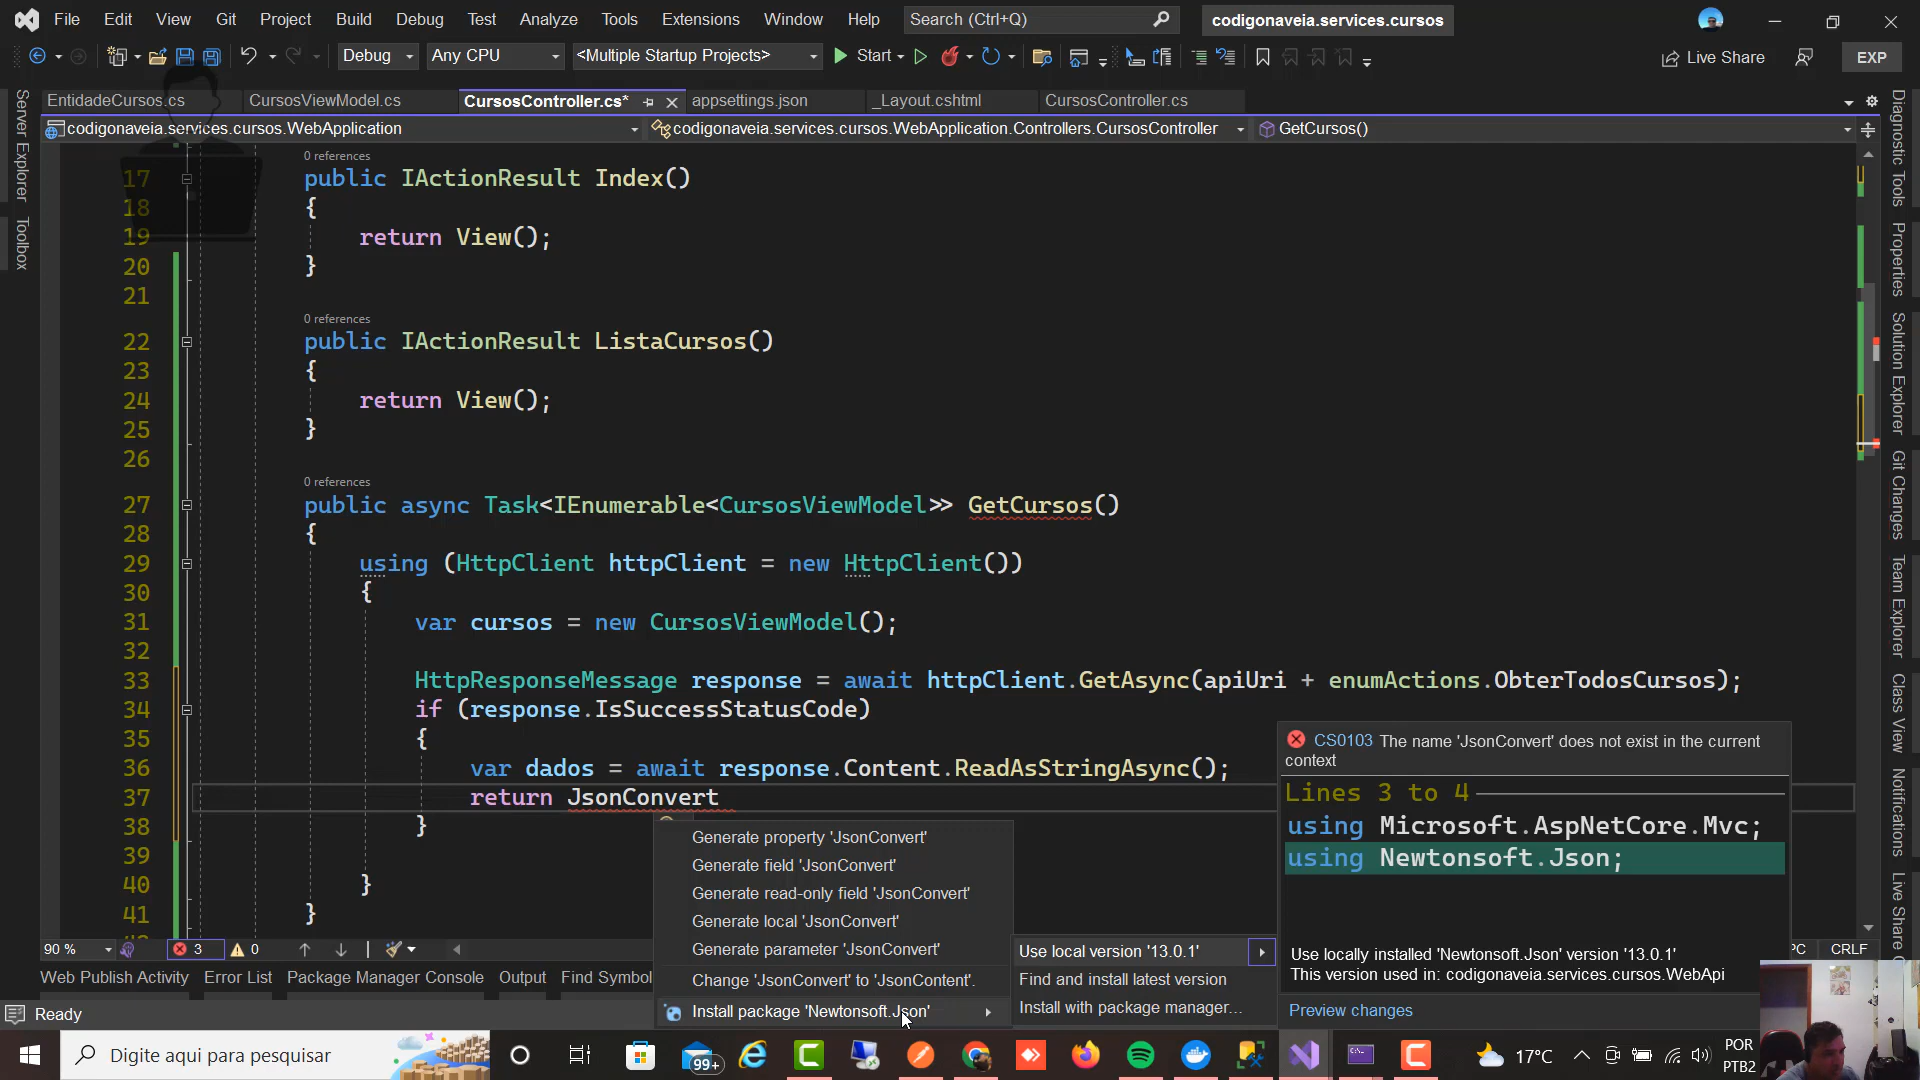 File Edit View Git Project Build Debug Test Analyze Tools Extensions Window Help Search (Ctrl+Q) codigonaveia.services.cursos
Debug Any CPU <Multiple Startup Projects> Start Live Share EXP
EntidadeCursos.cs CursosViewModel.cs CursosController.cs* appsettings.json _Layout.cshtml CursosController.cs
codigonaveia.services.cursos.WebApplication codigonaveia.services.cursos.WebApplication.Controllers.CursosController GetCursos()
Server Explorer
Toolbox
0 references
17 public IActionResult Index()
18 {
19 return View();
20 }
21
0 references
22 public IActionResult ListaCursos()
23 {
24 return View();
25 }
26
0 references
27 public async Task<IEnumerable<CursosViewModel>> GetCursos()
28 {
29 using (HttpClient httpClient = new HttpClient())
30 {
31 var cursos = new CursosViewModel();
32
33 HttpResponseMessage response = await httpClient.GetAsync(apiUri + enumActions.ObterTodosCursos);
34 if (response.IsSuccessStatusCode)
35 {
36 var dados = await response.Content.ReadAsStringAsync();
37 return JsonConvert
38 }
39
40 }
41 }
Generate property 'JsonConvert'
Generate field 'JsonConvert'
Generate read-only field 'JsonConvert'
Generate local 'JsonConvert'
Generate parameter 'JsonConvert'
Change 'JsonConvert' to 'JsonContent'.
Install package 'Newtonsoft.Json'
Use local version '13.0.1'
Find and install latest version
Install with package manager...
CS0103 The name 'JsonConvert' does not exist in the current
context
Lines 3 to 4
using Microsoft.AspNetCore.Mvc;
using Newtonsoft.Json;
Use locally installed 'Newtonsoft.Json' version '13.0.1'
This version used in: codigonaveia.services.cursos.WebApi
Preview changes
Diagnostic Tools
Properties
Solution Explorer
Git Changes
Team Explorer
Class View
Notifications
Live Share
90 % 3 0 CRLF
Web Publish Activity Error List Package Manager Console Output Find Symbol
Ready
Digite aqui para pesquisar 99+ 17°C POR
PTB2